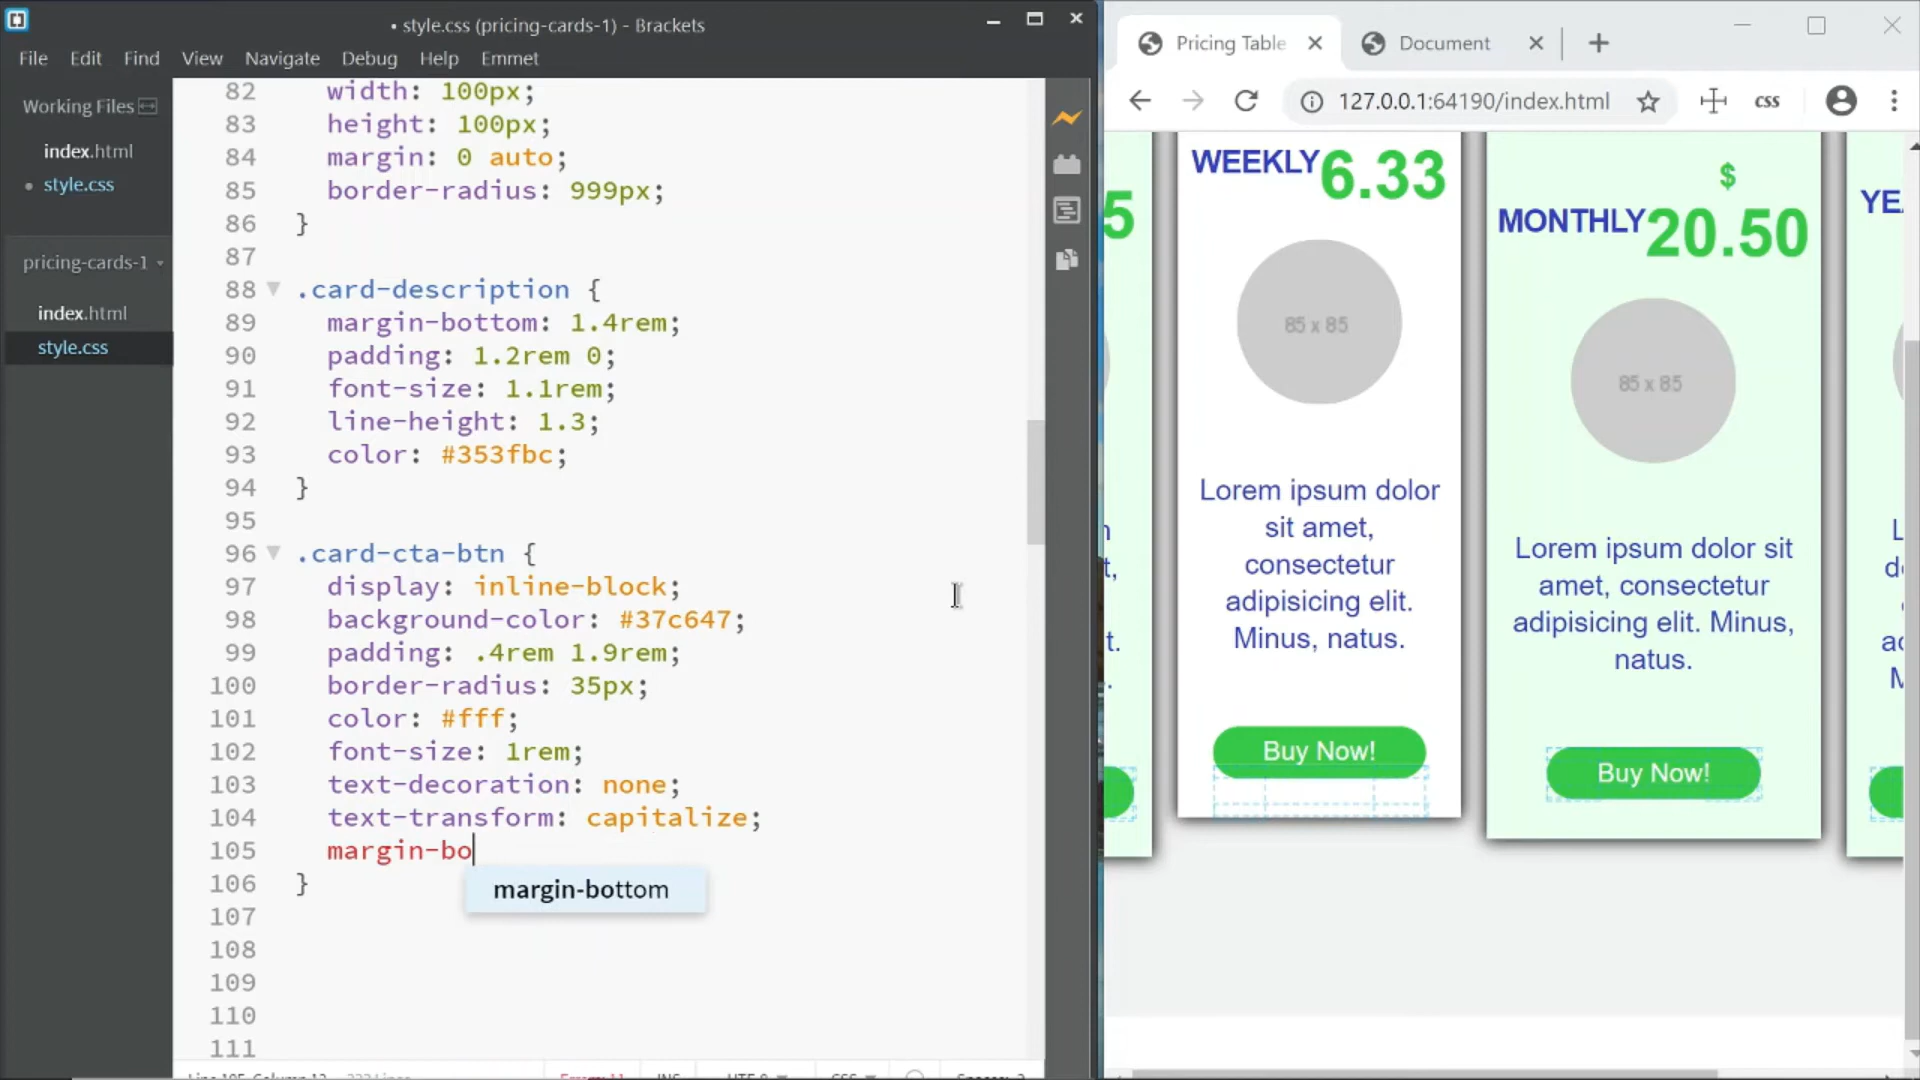 • style.css (pricing-cards-1) - Brackets
File Edit Find View Navigate Debug Help Emmet
Working Files
index.html
style.css
pricing-cards-1
index.html
style.css
82 width: 100px;
83 height: 100px;
84 margin: 0 auto;
85 border-radius: 999px;
86 }
87
88 .card-description {
89 margin-bottom: 1.4rem;
90 padding: 1.2rem 0;
91 font-size: 1.1rem;
92 line-height: 1.3;
93 color: #353fbc;
94 }
95
96 .card-cta-btn {
97 display: inline-block;
98 background-color: #37c647;
99 padding: .4rem 1.9rem;
100 border-radius: 35px;
101 color: #fff;
102 font-size: 1rem;
103 text-decoration: none;
104 text-transform: capitalize;
105 margin-bo
margin-bottom
106 }
107
108
109
110
111
Pricing Table
Document
127.0.0.1:64190/index.html
css
5
WEEKLY
6.33
85 x 85
Lorem ipsum dolor
sit amet,
consectetur
adipisicing elit.
Minus, natus.
Buy Now!
$
MONTHLY
20.50
85 x 85
Lorem ipsum dolor sit
amet, consectetur
adipisicing elit. Minus,
natus.
Buy Now!
YE